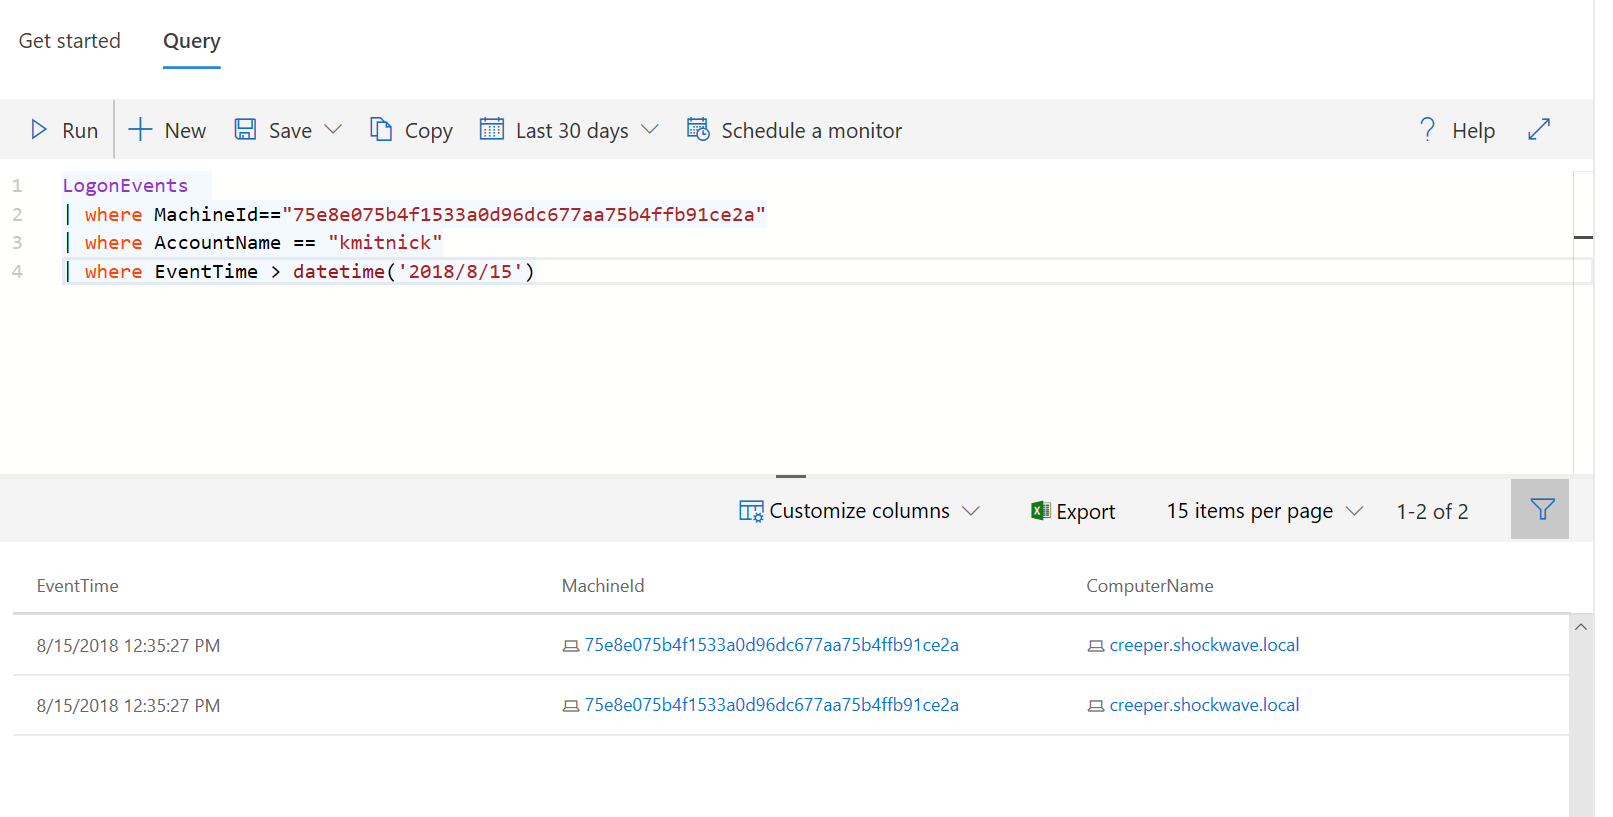 Get started Query
Run New Save Copy Last 30 days Schedule a monitor Help
1 LogonEvents
2 | where MachineId=="75e8e075b4f1533a0d96dc677aa75b4ffb91ce2a"
3 | where AccountName == "kmitnick"
4 | where EventTime > datetime('2018/8/15')
Customize columns Export 15 items per page 1-2 of 2
EventTime MachineId ComputerName
8/15/2018 12:35:27 PM 75e8e075b4f1533a0d96dc677aa75b4ffb91ce2a creeper.shockwave.local
8/15/2018 12:35:27 PM 75e8e075b4f1533a0d96dc677aa75b4ffb91ce2a creeper.shockwave.local